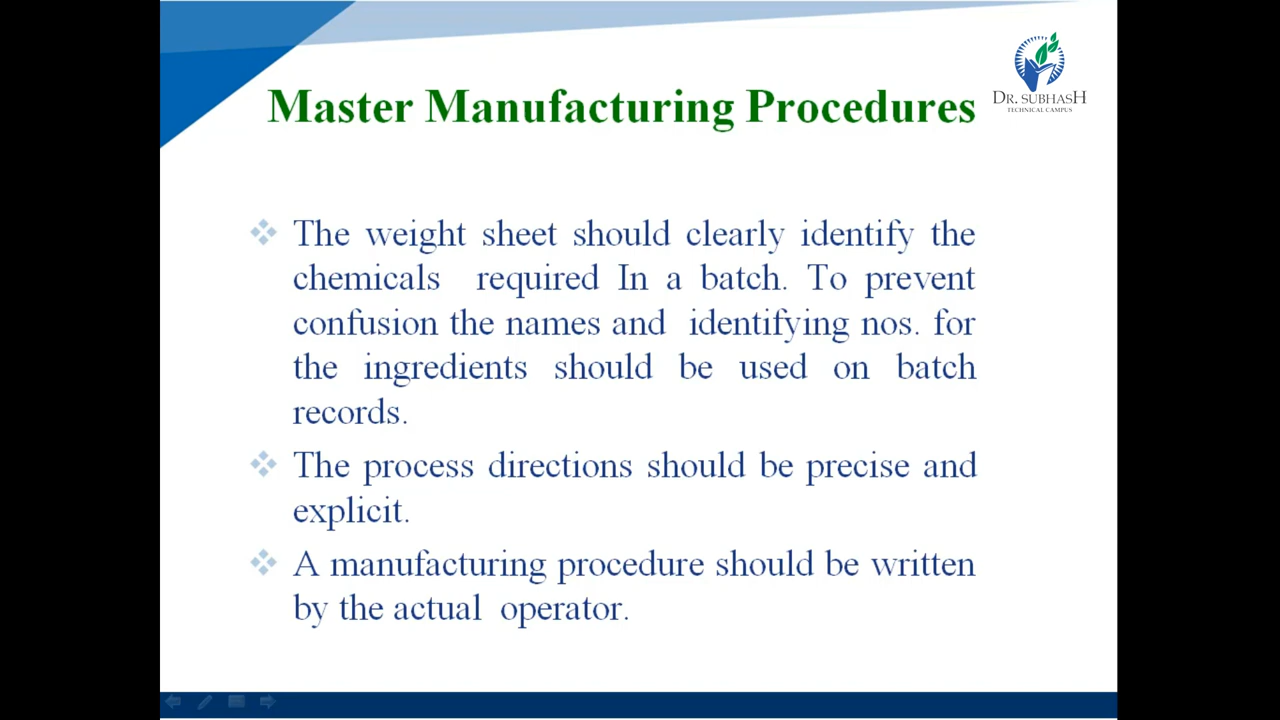 DR. SUBHASH
TECHNICAL CAMPUS
Master Manufacturing Procedures
The weight sheet should clearly identify the
chemicals required In a batch. To prevent
confusion the names and identifying nos. for
the ingredients should be used on batch
records.
The process directions should be precise and
explicit.
A manufacturing procedure should be written
by the actual operator.